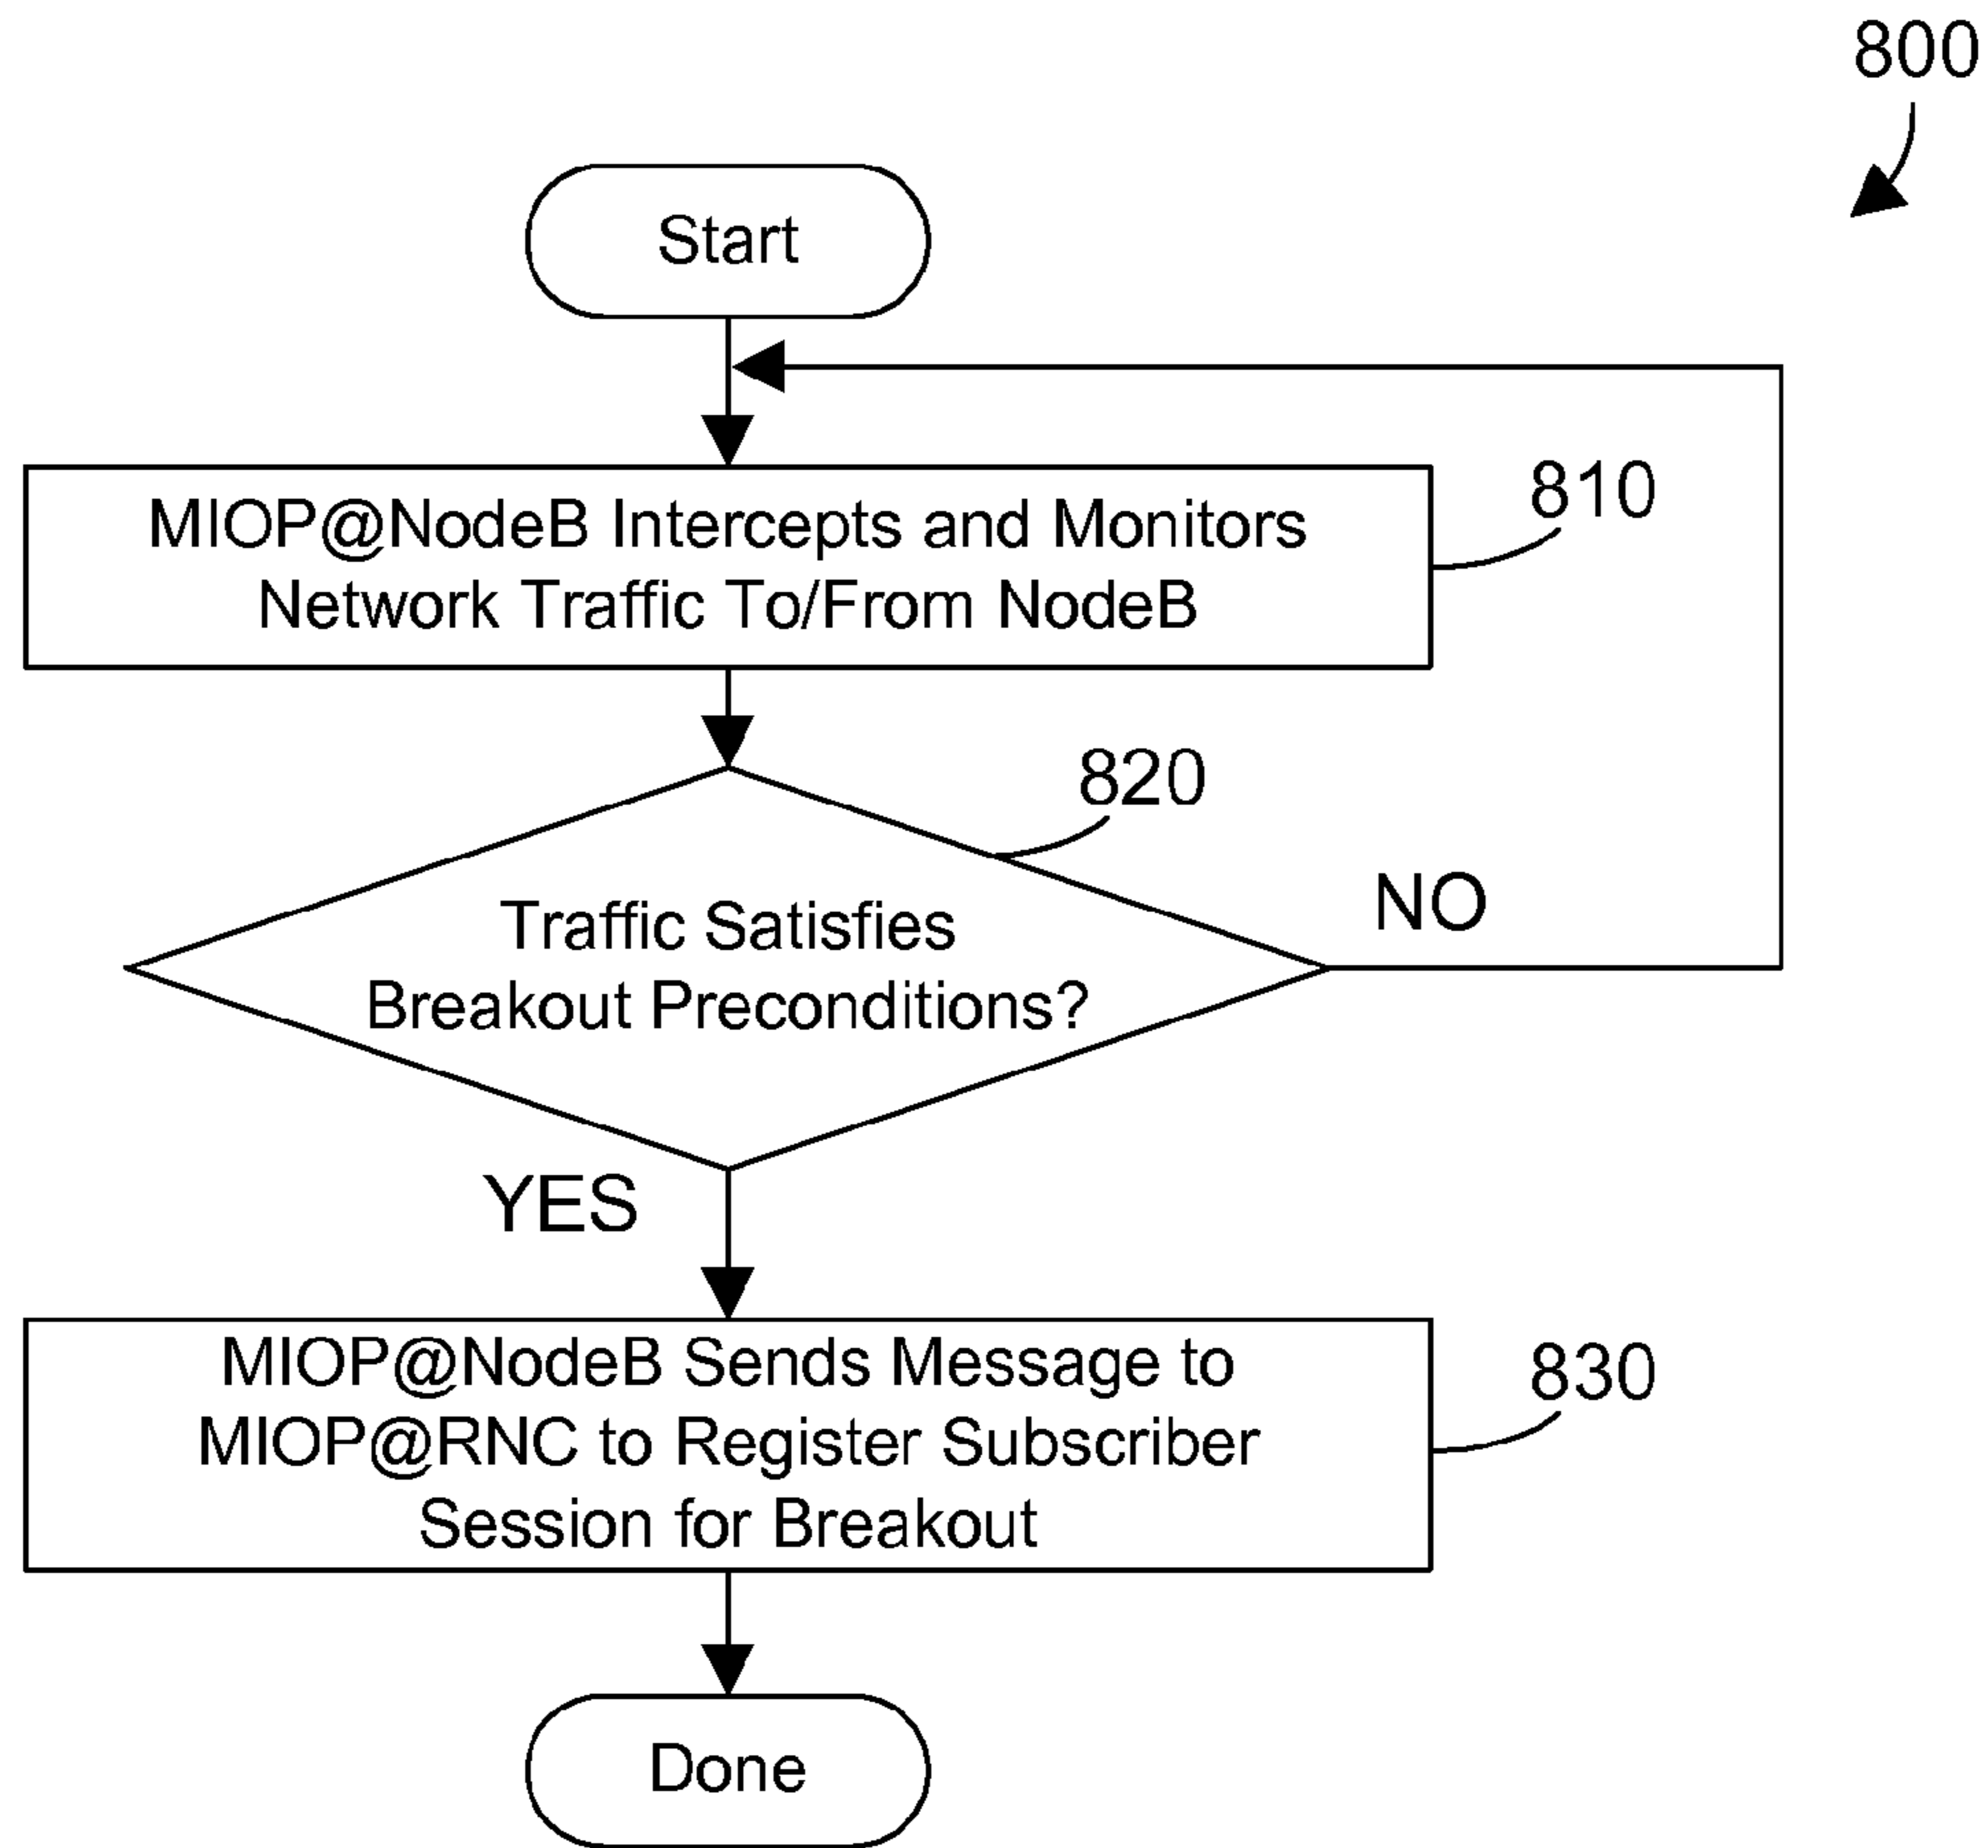 800
Start
MIOP@NodeB Intercepts and Monitors
Network Traffic To/From NodeB
810
820
Traffic Satisfies
Breakout Preconditions?
NO
YES
MIOP@NodeB Sends Message to
MIOP@RNC to Register Subscriber
Session for Breakout
830
Done